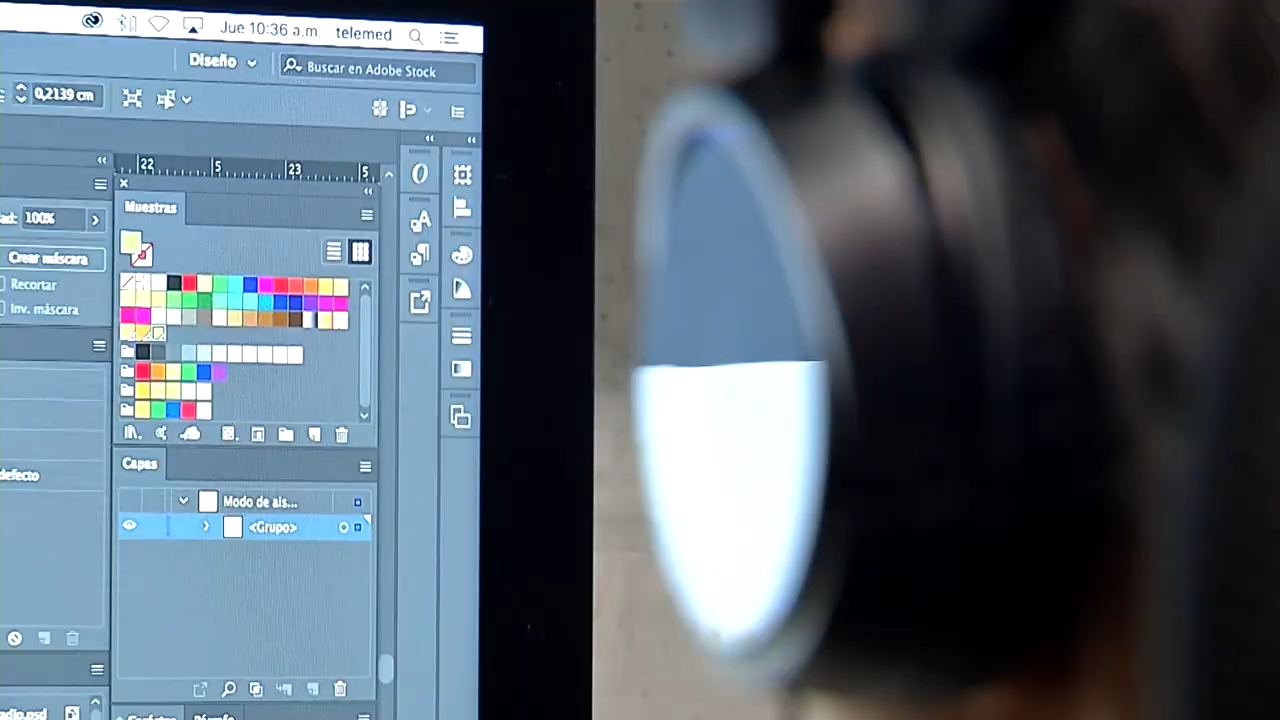 Jue 10:36 a.m. telemed
Diseño
Buscar en Adobe Stock
0,2139 cm
22 5 23 5
Muestras
ad: 100%
Crear máscara
Recortar
Inv. máscara
Capas
Modo de ais...
<Grupo>
defecto